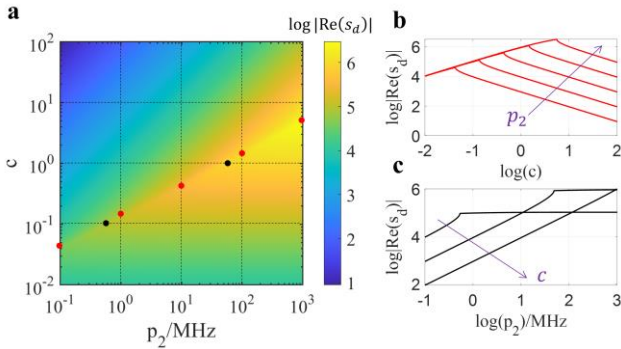 a
log |Re(s_d)|
10^2
10^1
10^0
10^-1
10^-2
c
10^-1 10^0 10^1 10^2 10^3
p_2/MHz
6
5
4
3
2
1
b
log|Re(s_d)|
6
4
2
0
p_2
-2 -1 0 1 2
log(c)
c
log|Re(s_d)|
6
4
2
c
-1 0 1 2 3
log(p_2)/MHz